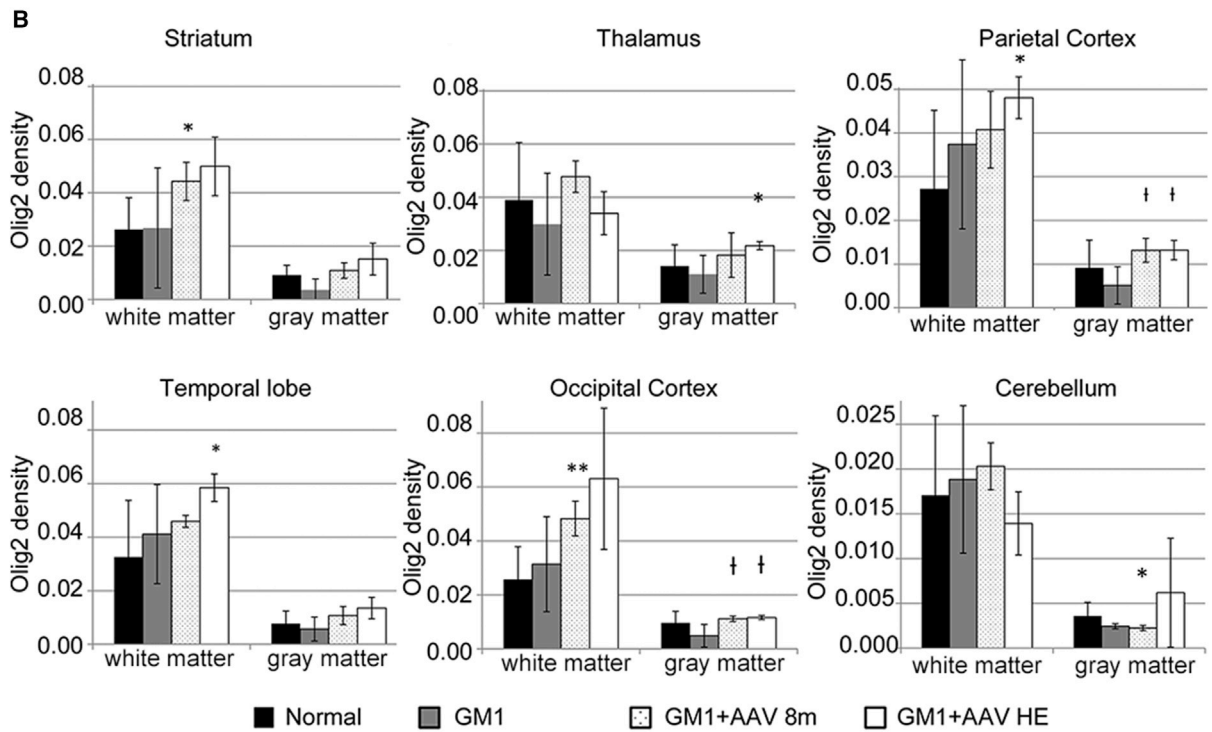 B
Striatum
Olig2 density
0.08
0.06
0.04
0.02
0.00
*
white matter gray matter
Thalamus
Olig2 density
0.08
0.06
0.04
0.02
0.00
*
white matter gray matter
Parietal Cortex
Olig2 density
0.05
0.04
0.03
0.02
0.01
0.00
*
ƚ ƚ
white matter gray matter
Temporal lobe
Olig2 density
0.08
0.06
0.04
0.02
0.00
*
white matter gray matter
Occipital Cortex
Olig2 density
0.08
0.06
0.04
0.02
0.00
**
ƚ ƚ
white matter gray matter
Cerebellum
Olig2 density
0.025
0.020
0.015
0.010
0.005
0.000
*
white matter gray matter
Normal GM1 GM1+AAV 8m GM1+AAV HE